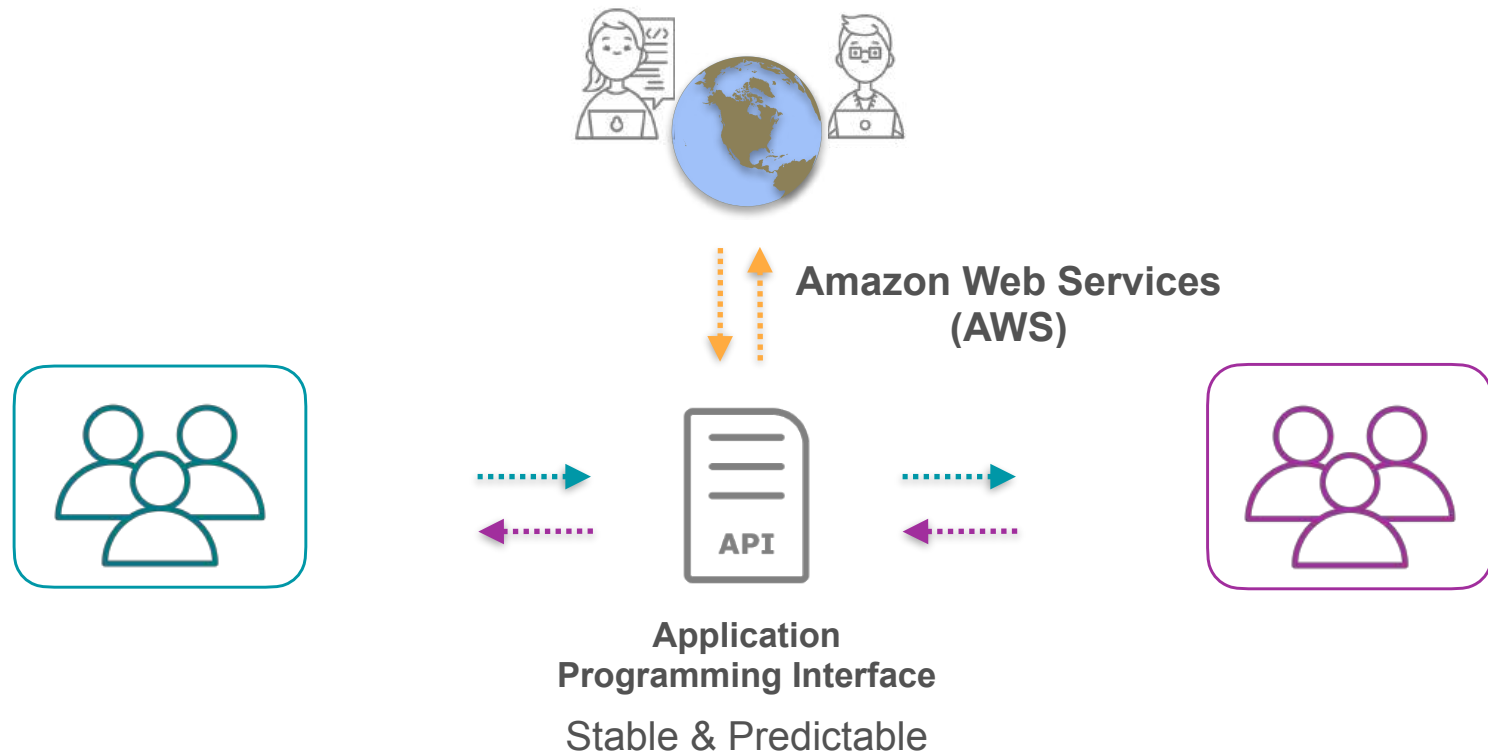 </>
Amazon Web Services
(AWS)
API
Application
Programming Interface
Stable & Predictable